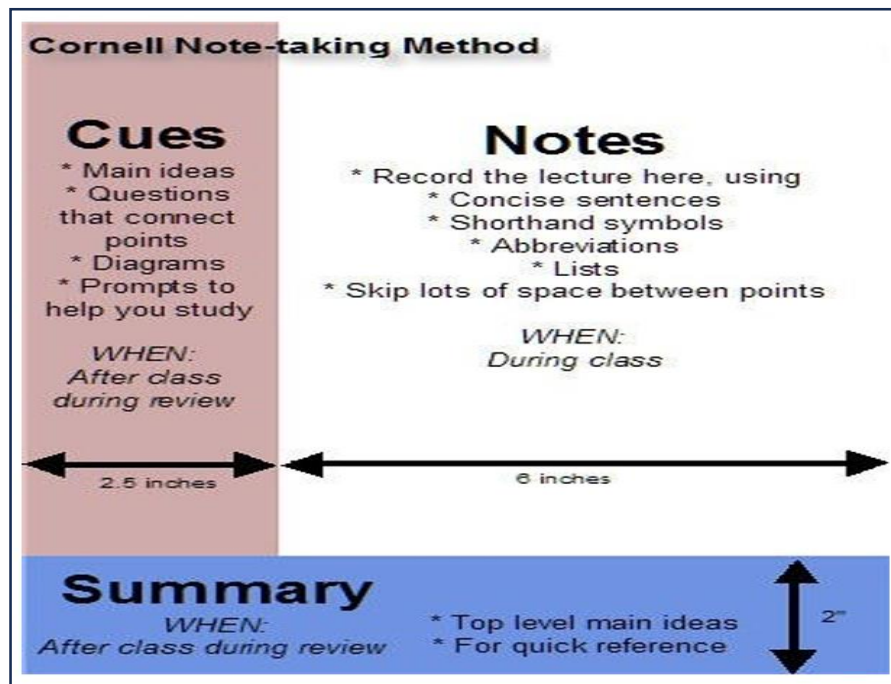 Cornell Note-taking Method
Cues
* Main ideas
* Questions
that connect
points
* Diagrams
* Prompts to
help you study
WHEN:
After class
during review
2.5 inches
Notes
* Record the lecture here, using
* Concise sentences
* Shorthand symbols
* Abbreviations
* Lists
* Skip lots of space between points
WHEN:
During class
6 inches
Summary
WHEN:
After class during review
* Top level main ideas
* For quick reference
2"